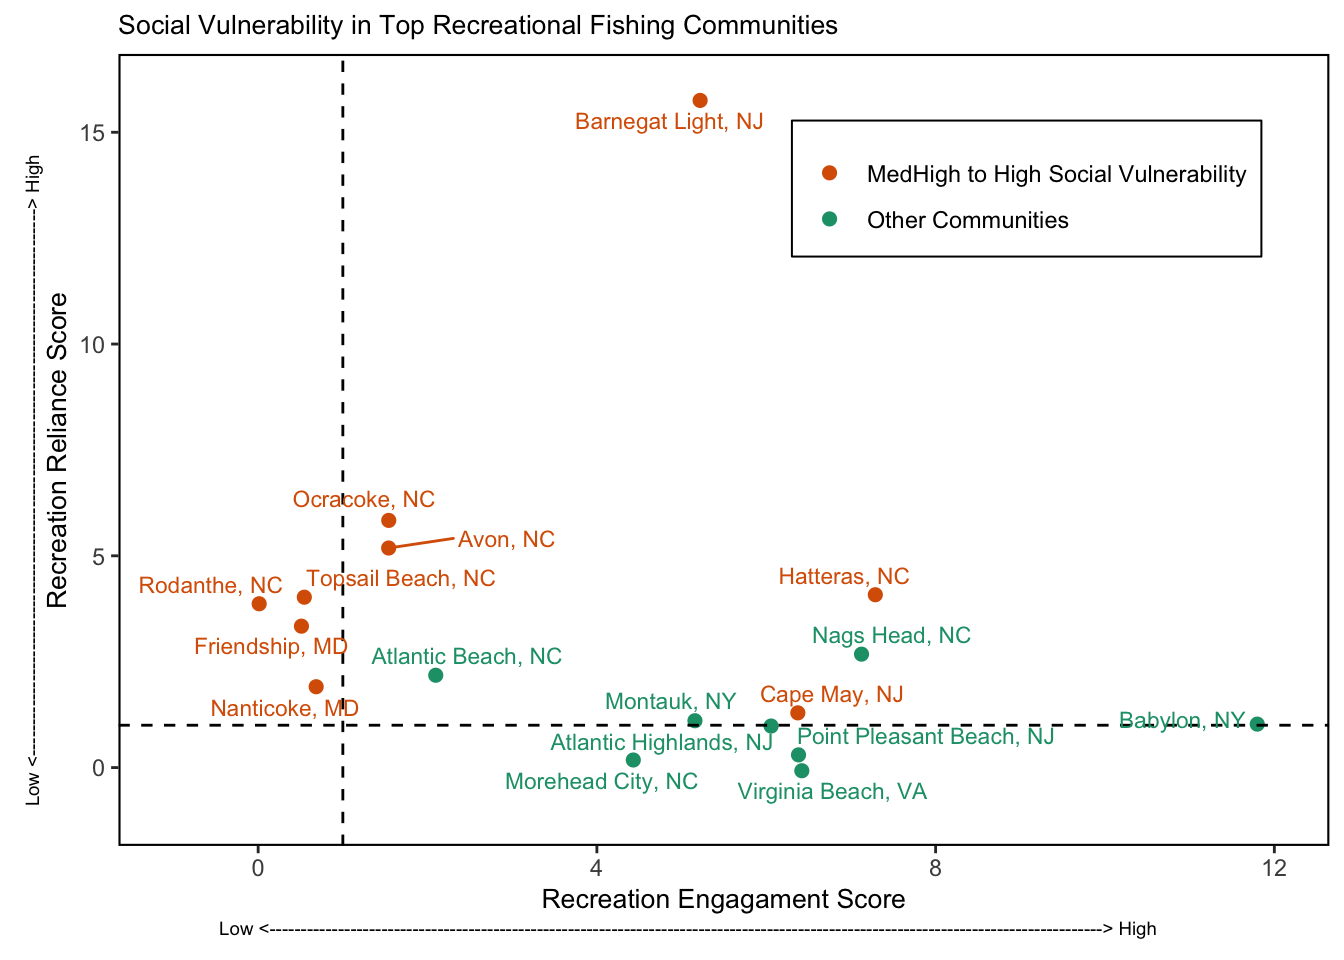 Social Vulnerability in Top Recreational Fishing Communities
Barnegat Light, NJ
MedHigh to High Social Vulnerability
Other Communities
Ocracoke, NC
Avon, NC
Topsail Beach, NC
Rodanthe, NC
Hatteras, NC
Friendship, MD
Nags Head, NC
Atlantic Beach, NC
Cape May, NJ
Montauk, NY
Nanticoke, MD
Babylon, NY
Point Pleasant Beach, NJ
Atlantic Highlands, NJ
Morehead City, NC
Virginia Beach, VA
15
10
5
0
Recreation Reliance Score
Low <---------------------------------------------------------------------------------------> High
0 4 8 12
Recreation Engagament Score
Low <---------------------------------------------------------------------------------------------------------------------------------------> High